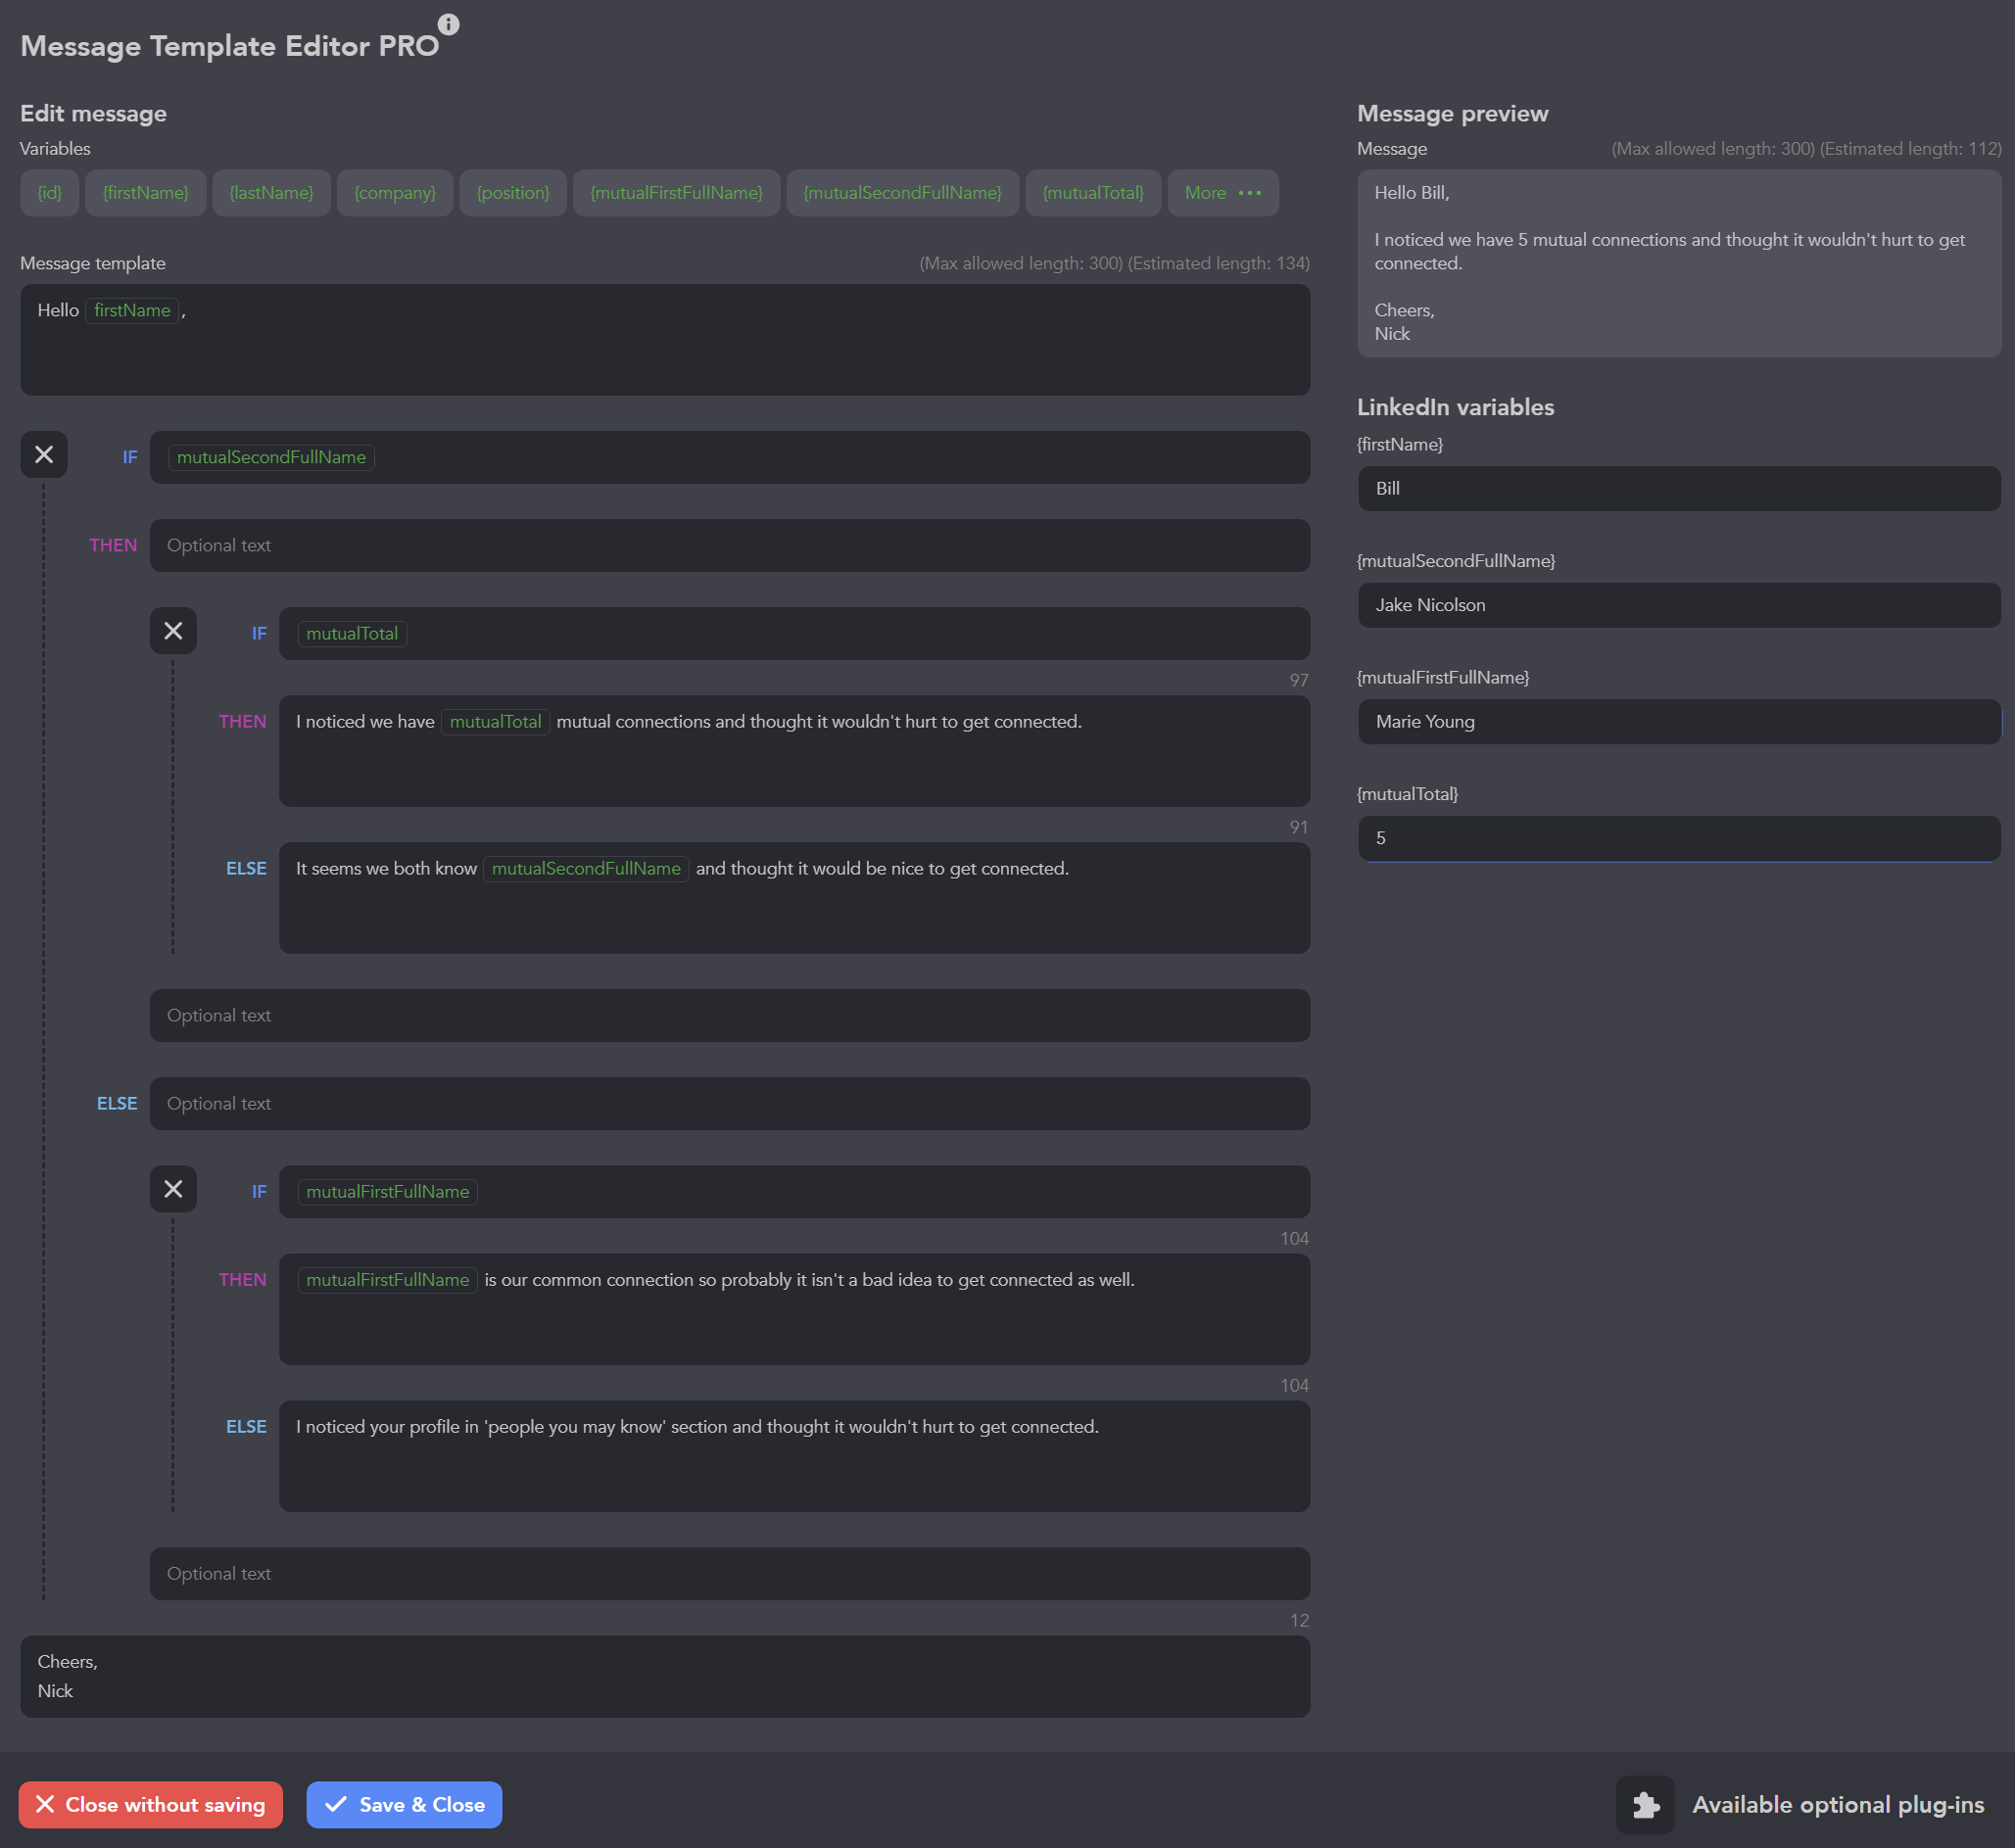 Message Template Editor PRO
Edit message
Variables
{id} {firstName} {lastName} {company} {position} {mutualFirstFullName} {mutualSecondFullName} {mutualTotal} More •••
Message template (Max allowed length: 300) (Estimated length: 134)
Hello firstName ,
IF mutualSecondFullName
THEN Optional text
IF mutualTotal
97
THEN I noticed we have mutualTotal mutual connections and thought it wouldn't hurt to get connected.
91
ELSE It seems we both know mutualSecondFullName and thought it would be nice to get connected.
Optional text
ELSE Optional text
IF mutualFirstFullName
104
THEN mutualFirstFullName is our common connection so probably it isn't a bad idea to get connected as well.
104
ELSE I noticed your profile in 'people you may know' section and thought it wouldn't hurt to get connected.
Optional text
12
Cheers,
Nick
Message preview
Message (Max allowed length: 300) (Estimated length: 112)
Hello Bill,
I noticed we have 5 mutual connections and thought it wouldn't hurt to get
connected.
Cheers,
Nick
LinkedIn variables
{firstName}
Bill
{mutualSecondFullName}
Jake Nicolson
{mutualFirstFullName}
Marie Young
{mutualTotal}
5
Close without saving Save & Close Available optional plug-ins